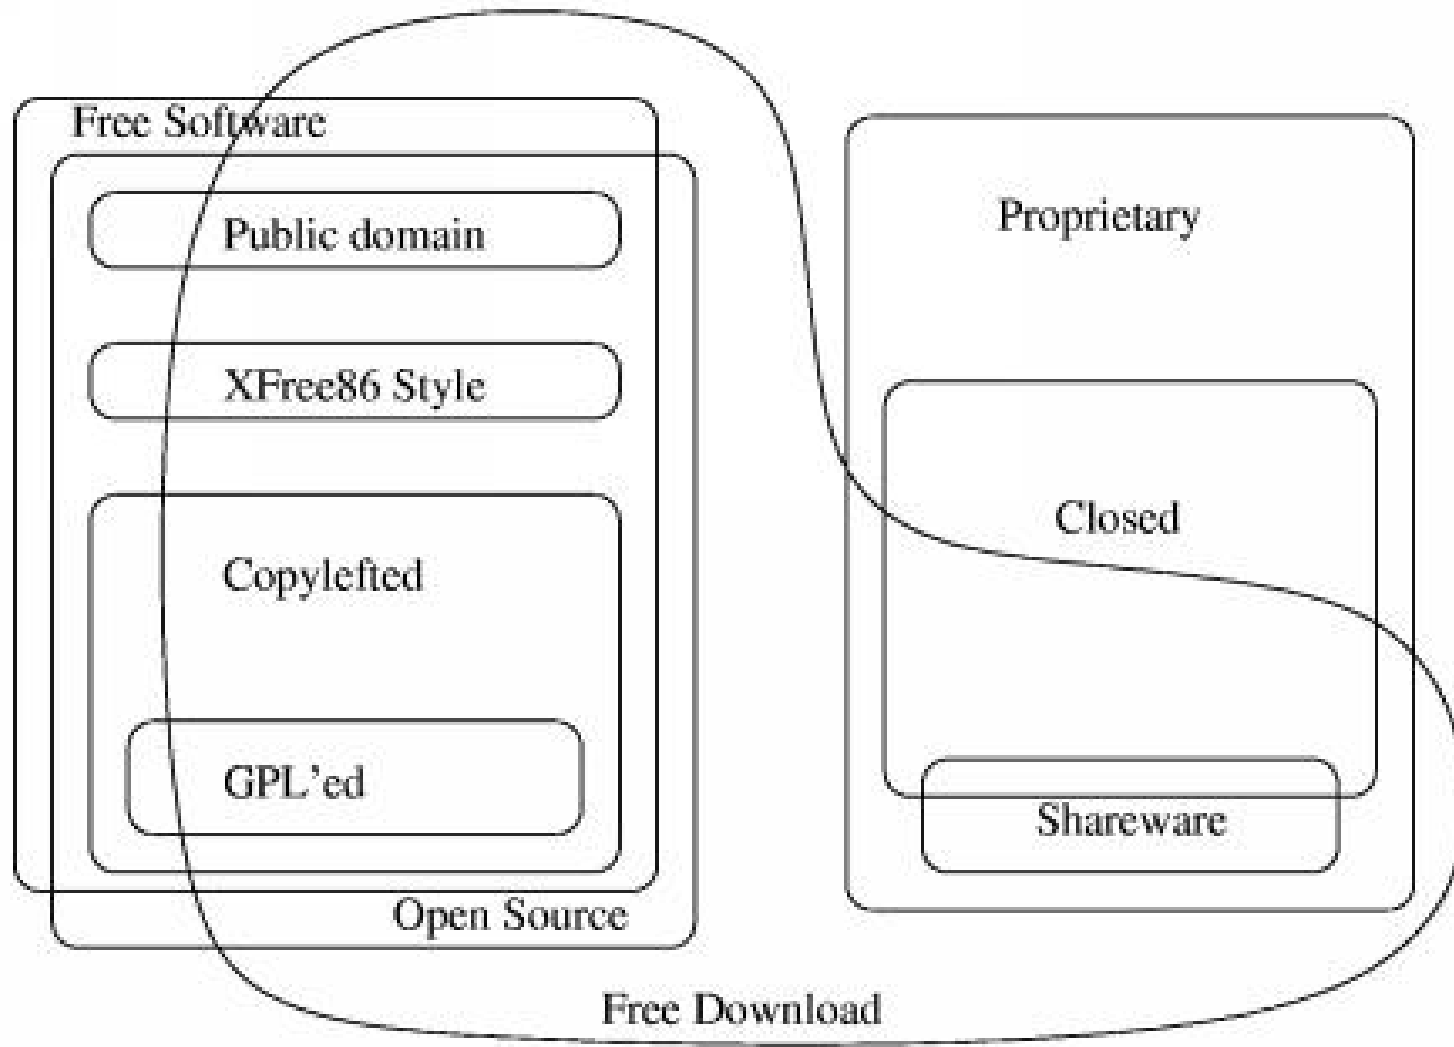 Free Software
Public domain
XFree86 Style
Copylefted
GPL'ed
Open Source
Proprietary
Closed
Shareware
Free Download